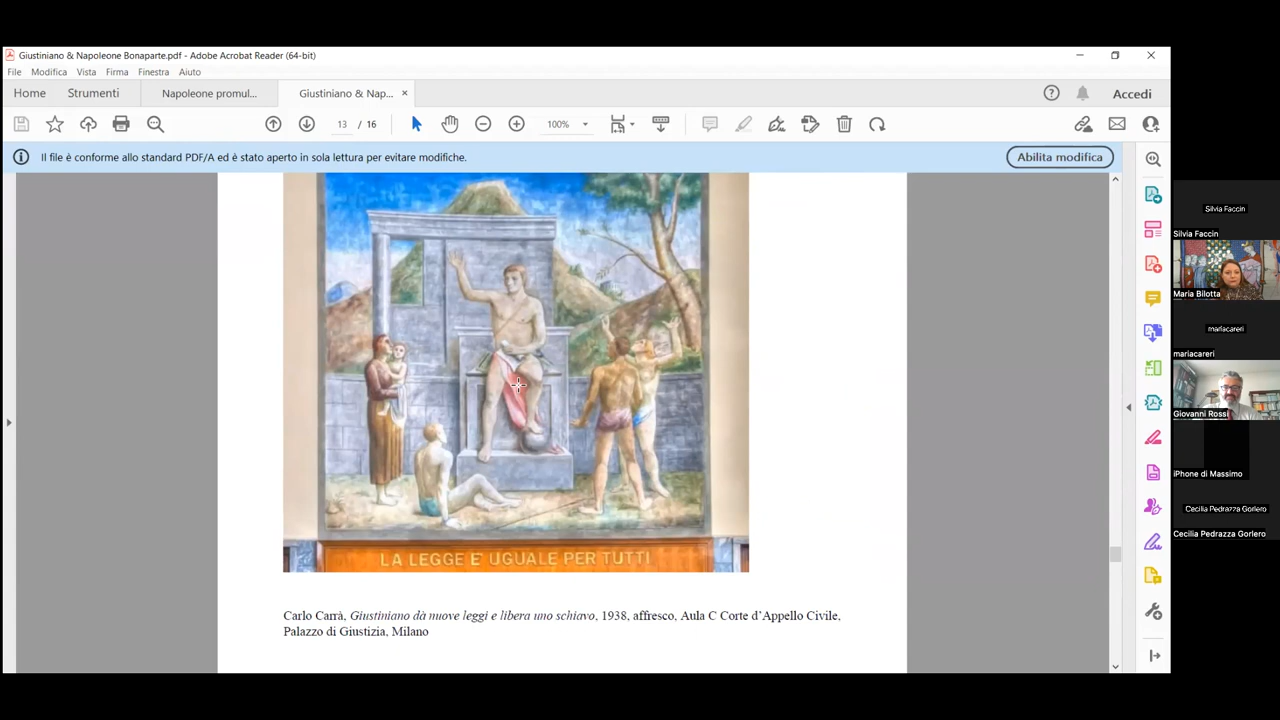 Giustiniano & Napoleone Bonaparte.pdf - Adobe Acrobat Reader (64-bit)
File Modifica Vista Firma Finestra Aiuto
Home Strumenti Napoleone promul... Giustiniano & Nap... × Accedi
13 / 16 100%
Il file è conforme allo standard PDF/A ed è stato aperto in sola lettura per evitare modifiche. Abilita modifica
LA LEGGE E' UGUALE PER TUTTI
Carlo Carrà, Giustiniano dà nuove leggi e libera uno schiavo, 1938, affresco, Aula C Corte d'Appello Civile,
Palazzo di Giustizia, Milano
Silvia Faccin
Silvia Faccin
Maria Bilotta
mariacareri
mariacareri
Giovanni Rossi
iPhone di Massimo
Cecilia Pedrazza Gorlero
Cecilia Pedrazza Gorlero